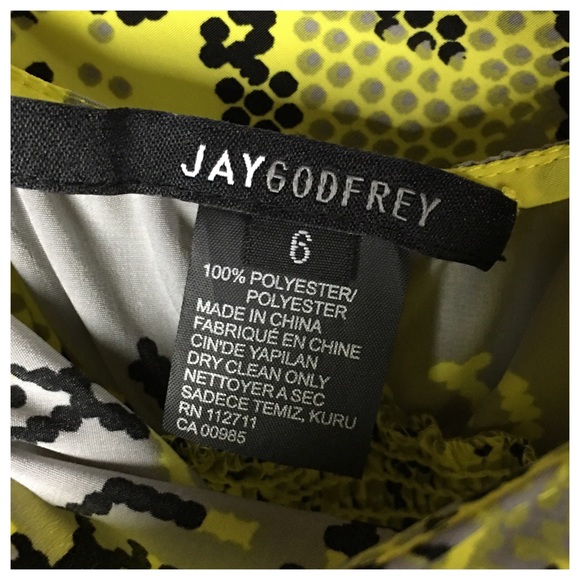 JAYGODFREY
6
100% POLYESTER/
POLYESTER
MADE IN CHINA
FABRIQUÉ EN CHINE
CIN'DE YAPILAN
DRY CLEAN ONLY
NETTOYER A SEC
SADECE TEMIZ, KURU
RN 112711
CA 00985